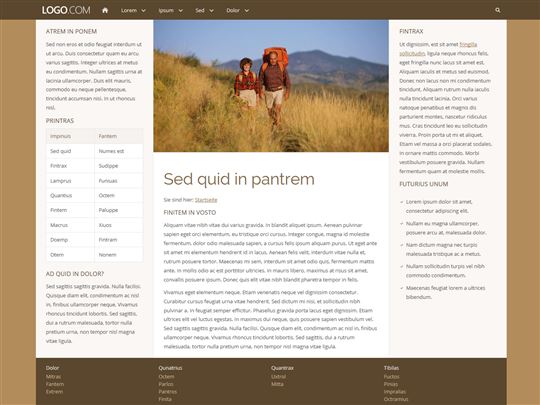 LOGO.COM
Lorem
Ipsum
Sed
Dolor
ATREM IN PONEM
Sed non eros et odio feugiat interdum ut
ut arcu. Duis consectetur quam eu arcu
varius sagittis. Integer ultrices at metus
eu condimentum. Nullam sagittis urna at
lacinia ullamcorper. Duis elit mauris,
commodo eu neque pellentesque,
tincidunt accumsan nisi. In ut rhoncus
nisl.
PRINTRAS
Impinus Fantem
Sed quid Numes est
Fintrax Sudippe
Lamprus Funiuas
Quantius Octem
Fintem Paluppe
Macrus Xiuos
Doemp Fintram
Otem Nonem
AD QUID IN DOLOR?
Sed sagittis sagittis gravida. Nulla facilisi.
Quisque diam elit, condimentum ac nisl
in, finibus ullamcorper neque. Vivamus
rhoncus tincidunt lobortis. Sed sagittis,
dui a rutrum malesuada, tortor nulla
pretium urna, non tempor nisl magna
vitae ligula.
Sed quid in pantrem
Sie sind hier: Startseite
FINITEM IN VOSTO
Aliquam vitae nibh vitae dui varius gravida. In blandit aliquet ipsum. Aenean pulvinar
sapien eget orci elementum, eu tristique orci cursus. Integer congue, magna id molestie
fermentum, dolor odio malesuada sapien, a cursus felis ipsum aliquam purus. Ut eget ante
sit amet mi elementum hendrerit id in lacus. Aenean felis velit, interdum vitae nulla et,
rutrum posuere tortor. Maecenas mi sem, interdum sit amet odio quis, fermentum mattis
ante. In mollis odio ac est porttitor ultricies. In mauris libero, maximus at risus sit amet,
convallis posuere ipsum. Donec quis elit vitae nibh blandit pharetra tempor in felis.
Vivamus eget elementum neque. Etiam venenatis neque vel dignissim consectetur.
Curabitur cursus feugiat urna vitae hendrerit. Sed dictum mi nisi, et sollicitudin nibh
pulvinar a. In feugiat semper efficitur. Phasellus gravida porta lacus eget dignissim. Etiam
ultrices elit vel luctus egestas. In maximus dui neque, quis posuere sapien vestibulum vel.
Sed sagittis sagittis gravida. Nulla facilisi. Quisque diam elit, condimentum ac nisl in, finibus
ullamcorper neque. Vivamus rhoncus tincidunt lobortis. Sed sagittis, dui a rutrum malesuada,
tortor nulla pretium urna, non tempor nisl magna vitae ligula.
FINTRAX
Ut dignissim, est sit amet fringilla
sollicitudin, ligula neque rhoncus felis,
eget fringilla nunc lacus sit amet est.
Aliquam iaculis et metus sed euismod.
Donec non lacus non mi condimentum
tincidunt. Aliquam rutrum nulla iaculis
nulla tincidunt lacinia. Orci varius
natoque penatibus et magnis dis
parturient montes, nascetur ridiculus
mus. Cras tincidunt leo eu sollicitudin
viverra. Proin porta ut mi et aliquet.
Etiam vel massa a orci placerat sodales,
in ornare mattis commodo. Morbi
vestibulum posuere gravida. Nullam
fermentum quam at molestie mollis.
FUTURIUS UNUM
Lorem ipsum dolor sit amet,
consectetur adipiscing elit.
Nullam eu magna ullamcorper,
posuere arcu at, malesuada dolor.
Nam dictum magna nec turpis
malesuada tristique ac a metus.
Nullam sollicitudin turpis vel nibh
commodo condimentum.
Maecenas feugiat lorem a ultrices
bibendum.
Dolor
Mitras
Fantem
Extrem
Qunatrius
Octem
Parlos
Pantros
Finita
Quantrax
Uxtrol
Mitta
Tibilas
Fuctos
Pinias
Impralias
Octramius